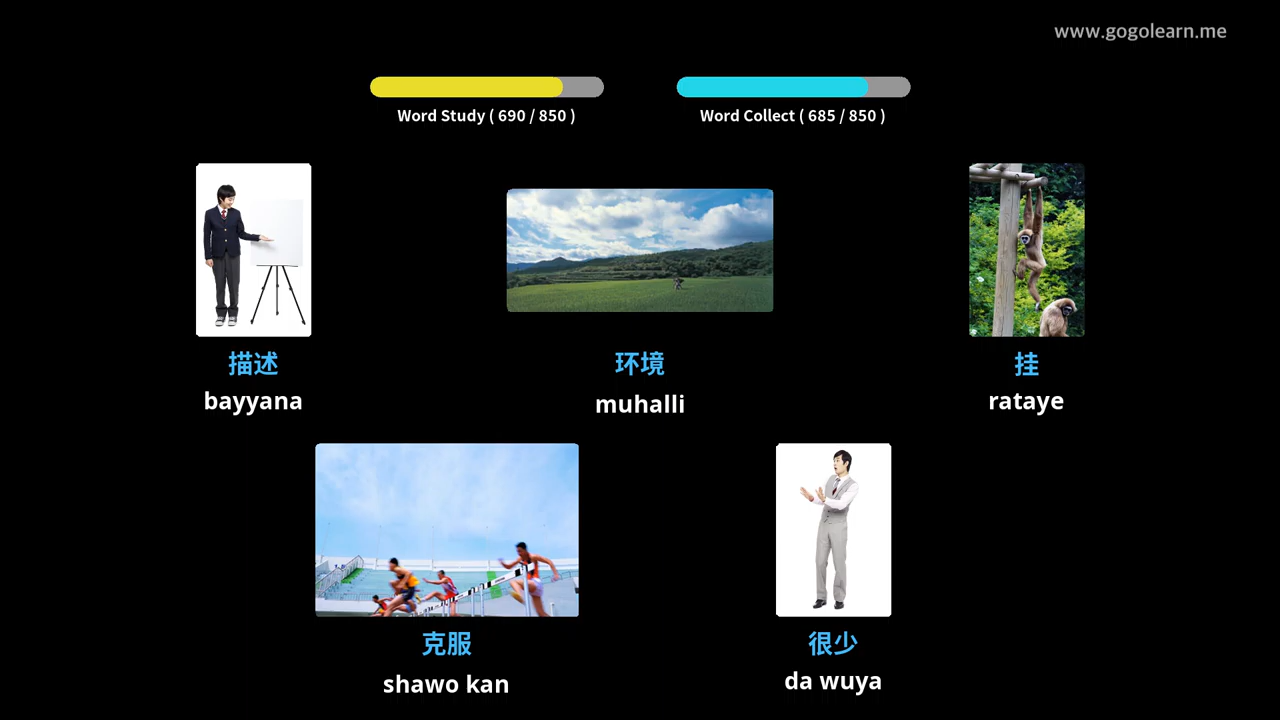 www.gogolearn.me
Word Study ( 690 / 850 )
Word Collect ( 685 / 850 )
描述
bayyana
环境
muhalli
挂
rataye
克服
shawo kan
很少
da wuya